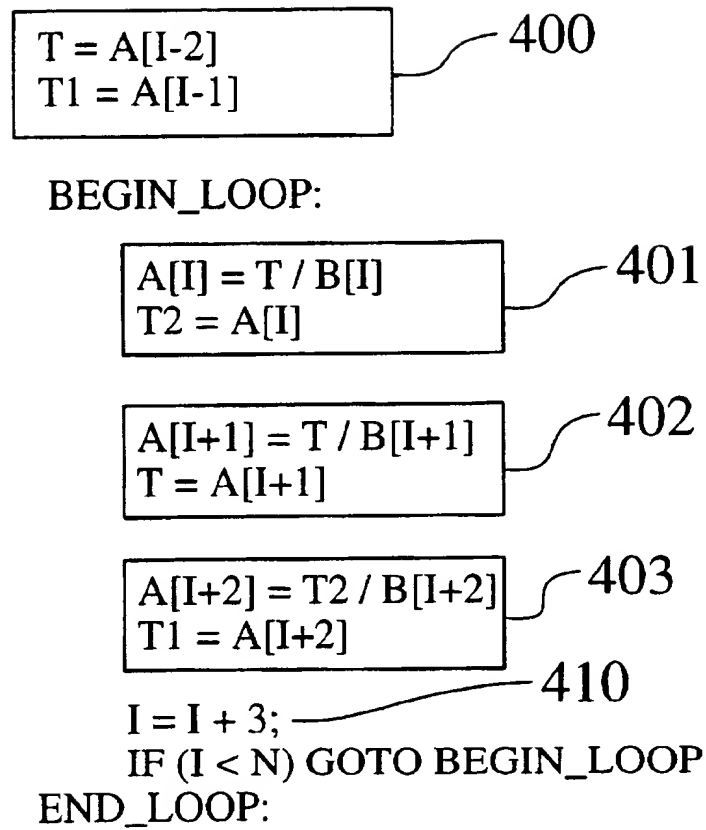 T = A[I-2]
T1 = A[I-1]
400
BEGIN_LOOP:
A[I] = T / B[I]
T2 = A[I]
401
A[I+1] = T / B[I+1]
T = A[I+1]
402
A[I+2] = T2 / B[I+2]
T1 = A[I+2]
403
410
I = I + 3;
IF (I < N) GOTO BEGIN_LOOP
END_LOOP: